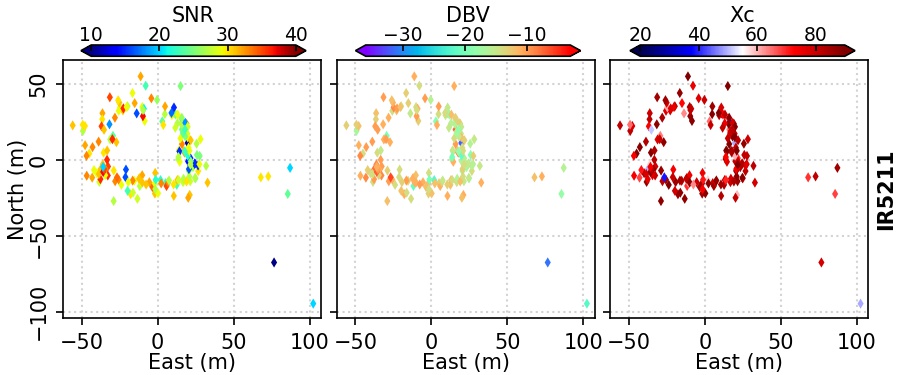 SNR DBV Xc
10 20 30 40 −30 −20 −10 20 40 60 80
50
0
−50
−100
North (m)
−50 0 50 100 −50 0 50 100 −50 0 50 100
East (m) East (m) East (m)
IR5211